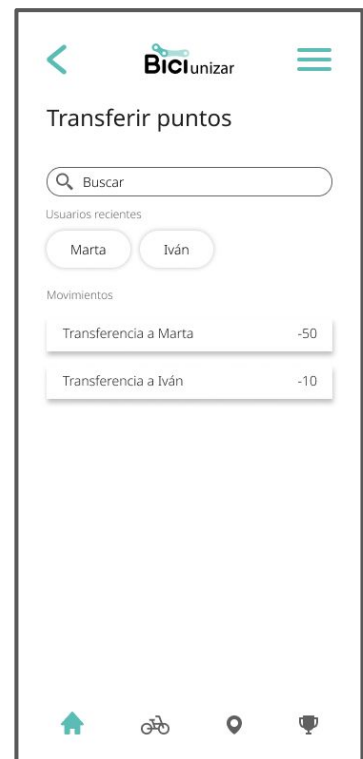 BICIunizar
Transferir puntos
Buscar
Usuarios recientes
Marta Iván
Movimientos
Transferencia a Marta -50
Transferencia a Iván -10